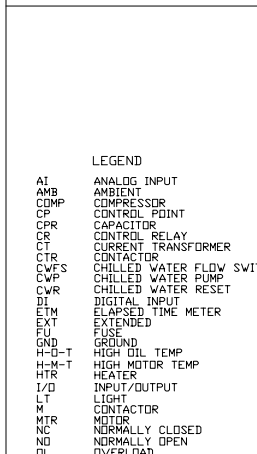 LEGEND
AI ANALOG INPUT
AMB AMBIENT
COMP COMPRESSOR
CP CONTROL POINT
CPR CAPACITOR
CR CONTROL RELAY
CT CURRENT TRANSFORMER
CTR CONTACTOR
CWFS CHILLED WATER FLOW SWI
CWP CHILLED WATER PUMP
CWR CHILLED WATER RESET
DI DIGITAL INPUT
ETM ELAPSED TIME METER
EXT EXTENDED
FU FUSE
GND GROUND
H-O-T HIGH OIL TEMP
H-M-T HIGH MOTOR TEMP
HTR HEATER
I/O INPUT/OUTPUT
LT LIGHT
M CONTACTOR
MTR MOTOR
NC NORMALLY CLOSED
NO NORMALLY OPEN
OL OVERLOAD